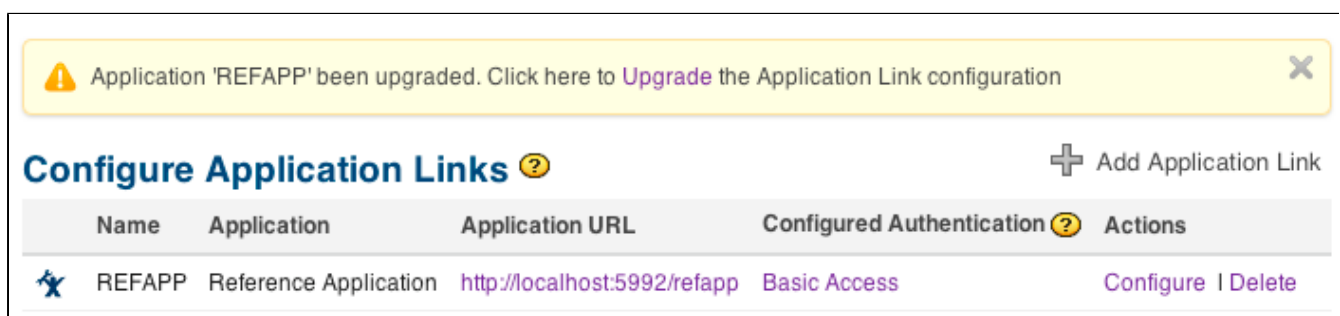 Application 'REFAPP' been upgraded. Click here to Upgrade the Application Link configuration
Configure Application Links ?
Add Application Link
Name Application Application URL Configured Authentication ? Actions
REFAPP Reference Application http://localhost:5992/refapp Basic Access Configure | Delete